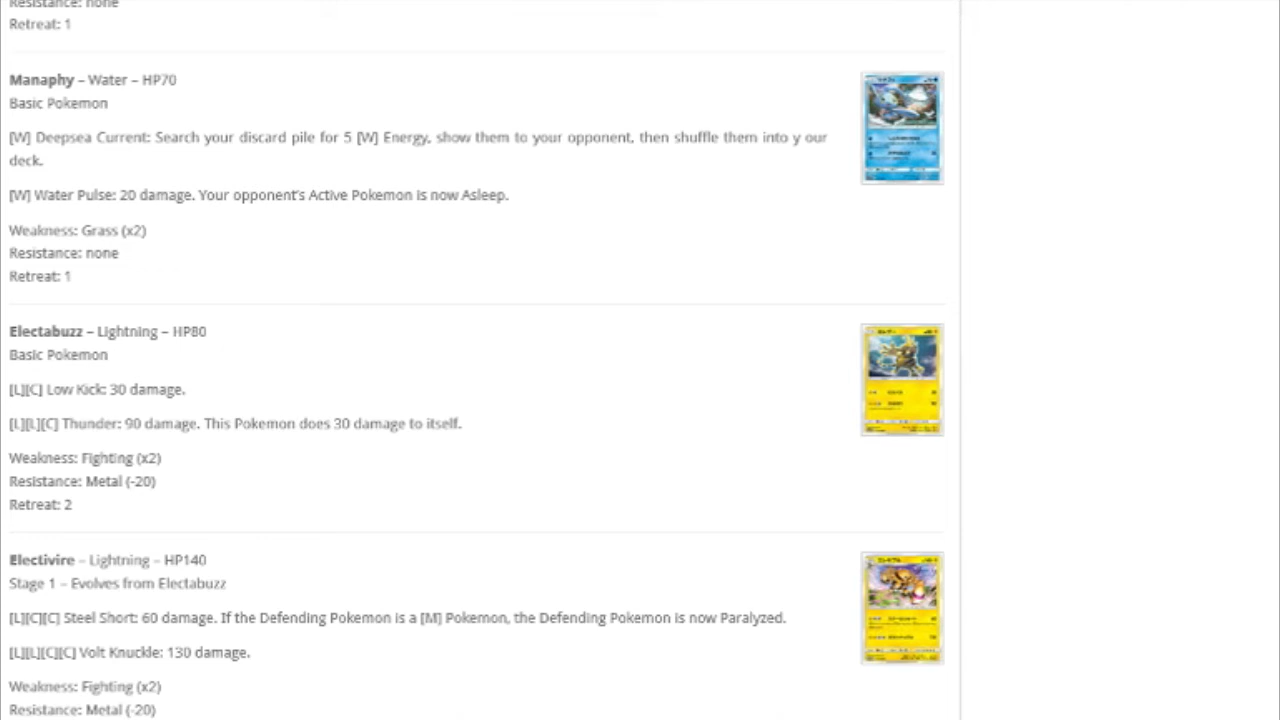 Resistance: none
Retreat: 1
Manaphy – Water – HP70
Basic Pokemon
[W] Deepsea Current: Search your discard pile for 5 [W] Energy, show them to your opponent, then shuffle them into y our
deck.
[W] Water Pulse: 20 damage. Your opponent's Active Pokemon is now Asleep.
Weakness: Grass (x2)
Resistance: none
Retreat: 1
Electabuzz – Lightning – HP80
Basic Pokemon
[L][C] Low Kick: 30 damage.
[L][L][C] Thunder: 90 damage. This Pokemon does 30 damage to itself.
Weakness: Fighting (x2)
Resistance: Metal (-20)
Retreat: 2
Electivire – Lightning – HP140
Stage 1 – Evolves from Electabuzz
[L][C][C] Steel Short: 60 damage. If the Defending Pokemon is a [M] Pokemon, the Defending Pokemon is now Paralyzed.
[L][L][C][C] Volt Knuckle: 130 damage.
Weakness: Fighting (x2)
Resistance: Metal (-20)